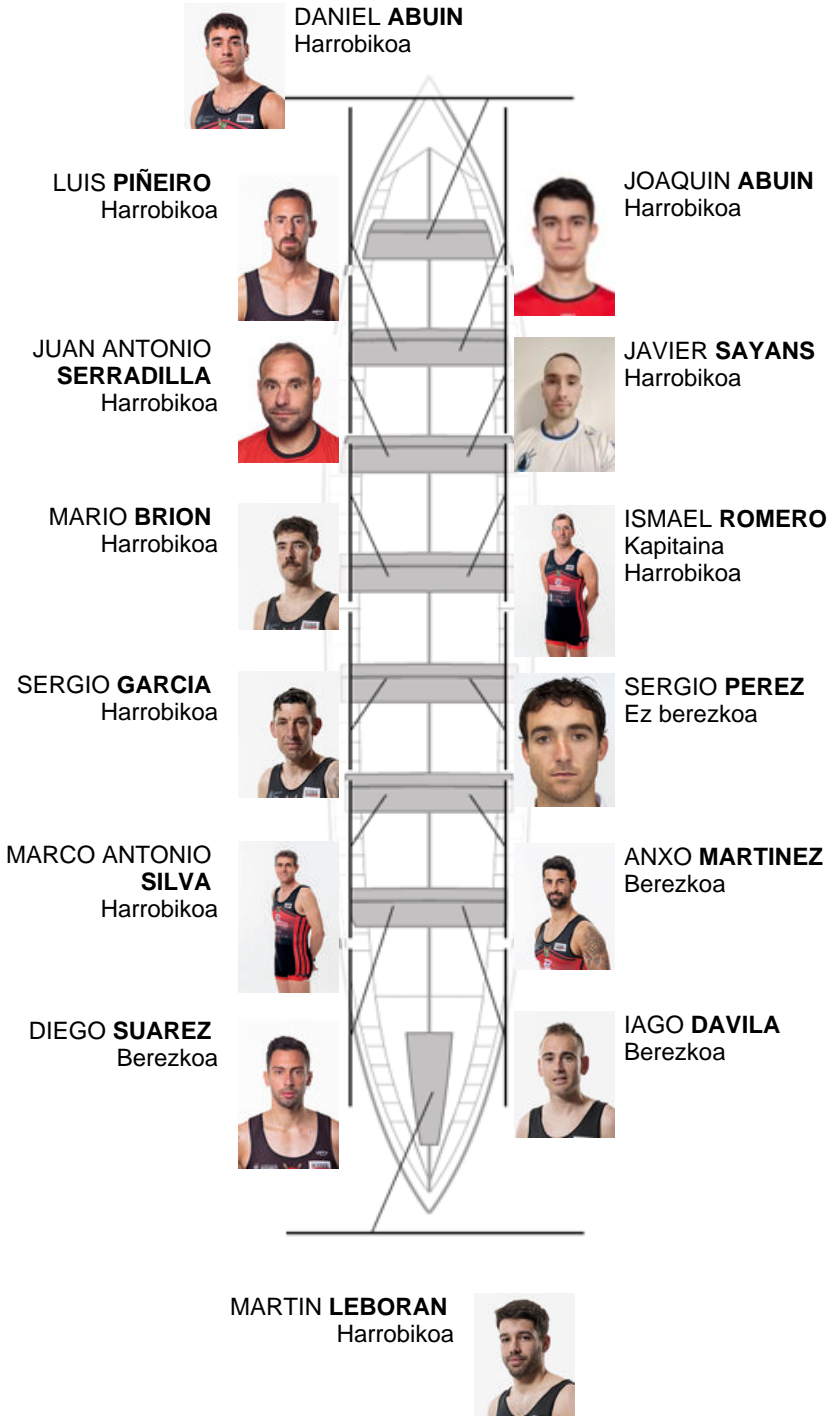 DANIEL ABUIN
Harrobikoa
LUIS PIÑEIRO
Harrobikoa
JOAQUIN ABUIN
Harrobikoa
JUAN ANTONIO
SERRADILLA
Harrobikoa
JAVIER SAYANS
Harrobikoa
MARIO BRION
Harrobikoa
ISMAEL ROMERO
Kapitaina
Harrobikoa
SERGIO GARCIA
Harrobikoa
SERGIO PEREZ
Ez berezkoa
MARCO ANTONIO
SILVA
Harrobikoa
ANXO MARTINEZ
Berezkoa
DIEGO SUAREZ
Berezkoa
IAGO DAVILA
Berezkoa
MARTIN LEBORAN
Harrobikoa